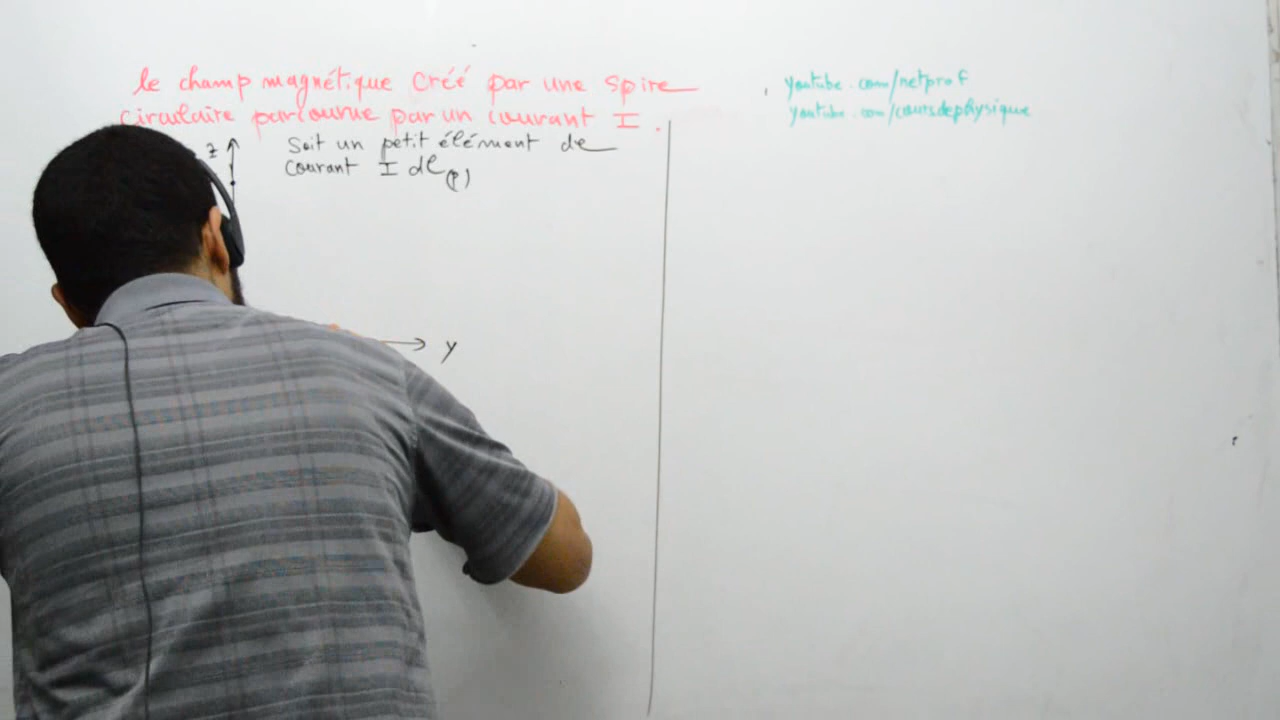 le champ magnétique créé par une spire
circulaire parcourue par un courant I.
youtube.com/netprof
youtube.com/coursdephysique
z
Soit un petit élément de
courant I dl(P)
y